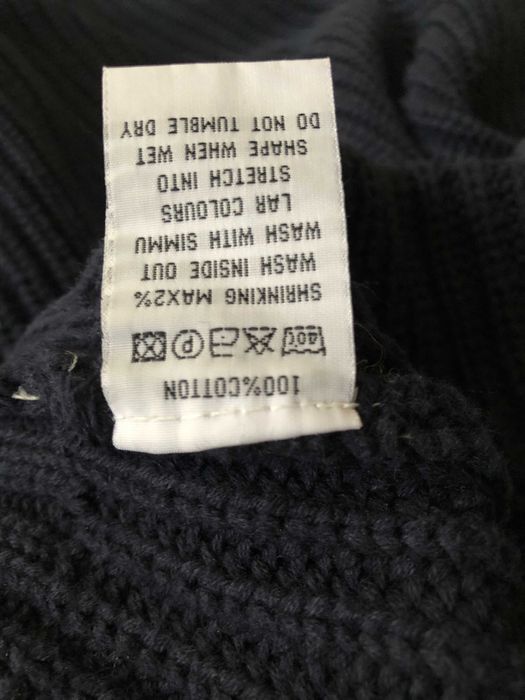 100%COTTON
40C P
SHRINKING MAX2%
WASH INSIDE OUT
WASH WITH SIMMU
LAR COLOURS
STRETCH INTO
SHAPE WHEN WET
DO NOT TUMBLE DRY